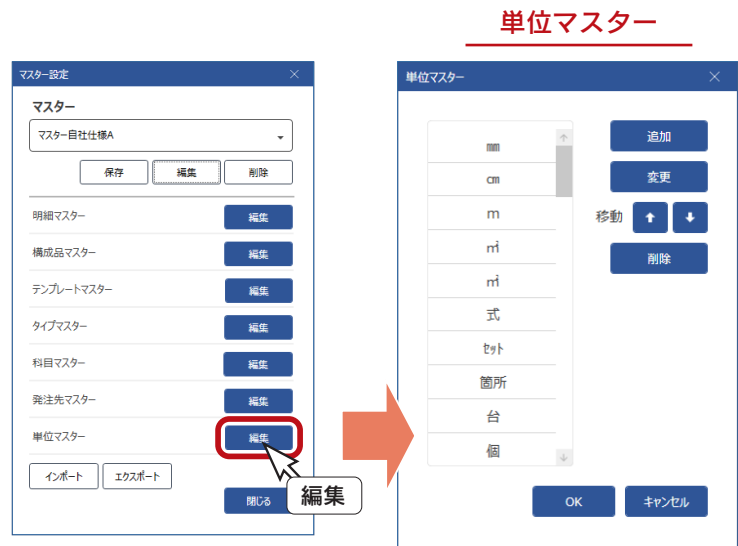 単位マスター
マスター設定
マスター
マスター自社仕様A
保存 編集 削除
明細マスター 編集
構成品マスター 編集
テンプレートマスター 編集
タイプマスター 編集
科目マスター 編集
発注先マスター 編集
単位マスター 編集
インポート エクスポート
閉じる
編集
単位マスター
㎜
㎝
m
㎡
㎥
式
ｾｯﾄ
箇所
台
個
追加
変更
移動
削除
OK キャンセル